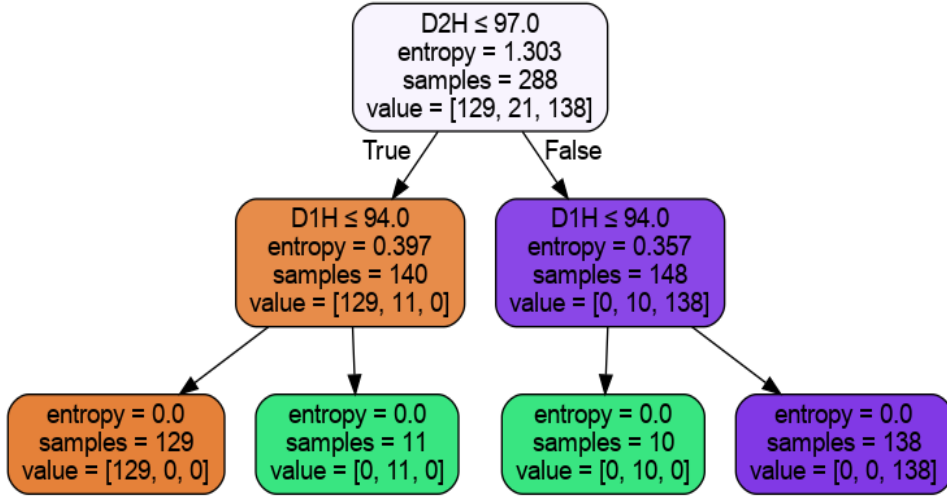 D2H ≤ 97.0
entropy = 1.303
samples = 288
value = [129, 21, 138]
True
False
D1H ≤ 94.0
entropy = 0.397
samples = 140
value = [129, 11, 0]
D1H ≤ 94.0
entropy = 0.357
samples = 148
value = [0, 10, 138]
entropy = 0.0
samples = 129
value = [129, 0, 0]
entropy = 0.0
samples = 11
value = [0, 11, 0]
entropy = 0.0
samples = 10
value = [0, 10, 0]
entropy = 0.0
samples = 138
value = [0, 0, 138]